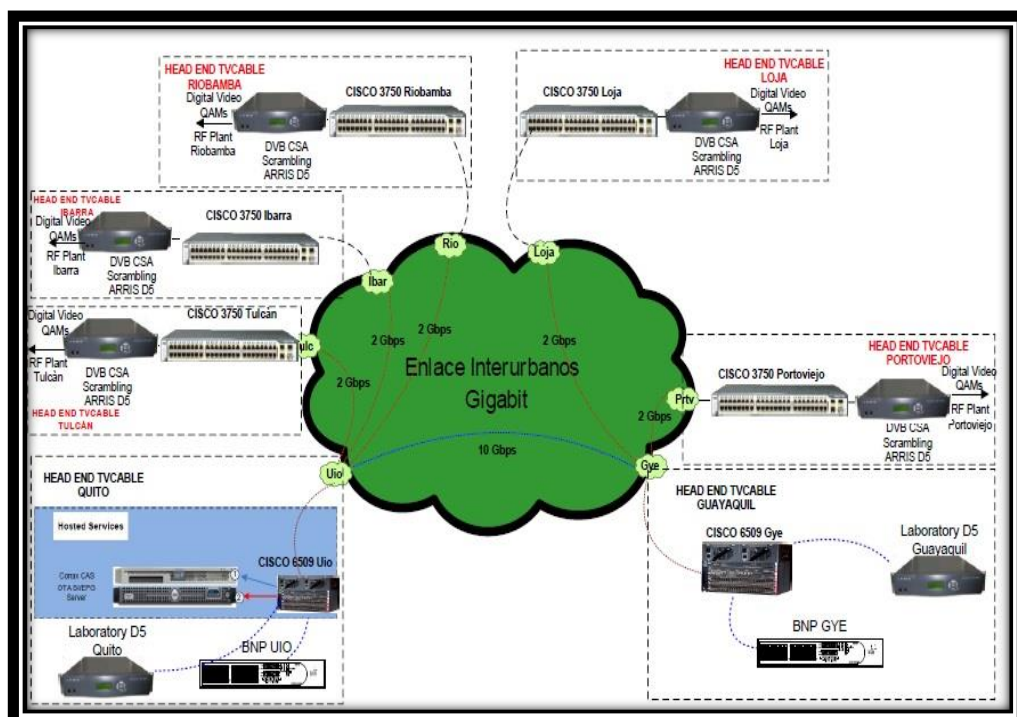 HEAD END TVCABLE
RIOBAMBA
Digital Video
QAMs
RF Plant
Riobamba
DVB CSA
Scrambling
ARRIS D5
CISCO 3750 Riobamba
HEAD END TVCABLE
LOJA
CISCO 3750 Loja
Digital Video
QAMs
RF Plant
Loja
DVB CSA
Scrambling
ARRIS D5
HEAD END TVCABLE
IBARRA
Digital Video
QAMs
RF Plant
Ibarra
DVB CSA
Scrambling
ARRIS D5
CISCO 3750 Ibarra
Digital Video
QAMs
RF Plant
Tulcán
DVB CSA
Scrambling
ARRIS D5
CISCO 3750 Tulcán
HEAD END TVCABLE
TULCÁN
Rio
Loja
Ibar
ulc
2 Gbps
2 Gbps
2 Gbps
2 Gbps
2 Gbps
Enlace Interurbanos
Gigabit
10 Gbps
Uio
Gye
Prtv
HEAD END TVCABLE
PORTOVIEJO
CISCO 3750 Portoviejo
Digital Video
QAMs
RF Plant
Portoviejo
DVB CSA
Scrambling
ARRIS D5
HEAD END TVCABLE
QUITO
Hosted Services
CISCO 6509 Uio
CAS
Server
1
2
Laboratory D5
Quito
BNP UIO
HEAD END TVCABLE
GUAYAQUIL
CISCO 6509 Gye
Laboratory D5
Guayaquil
BNP GYE